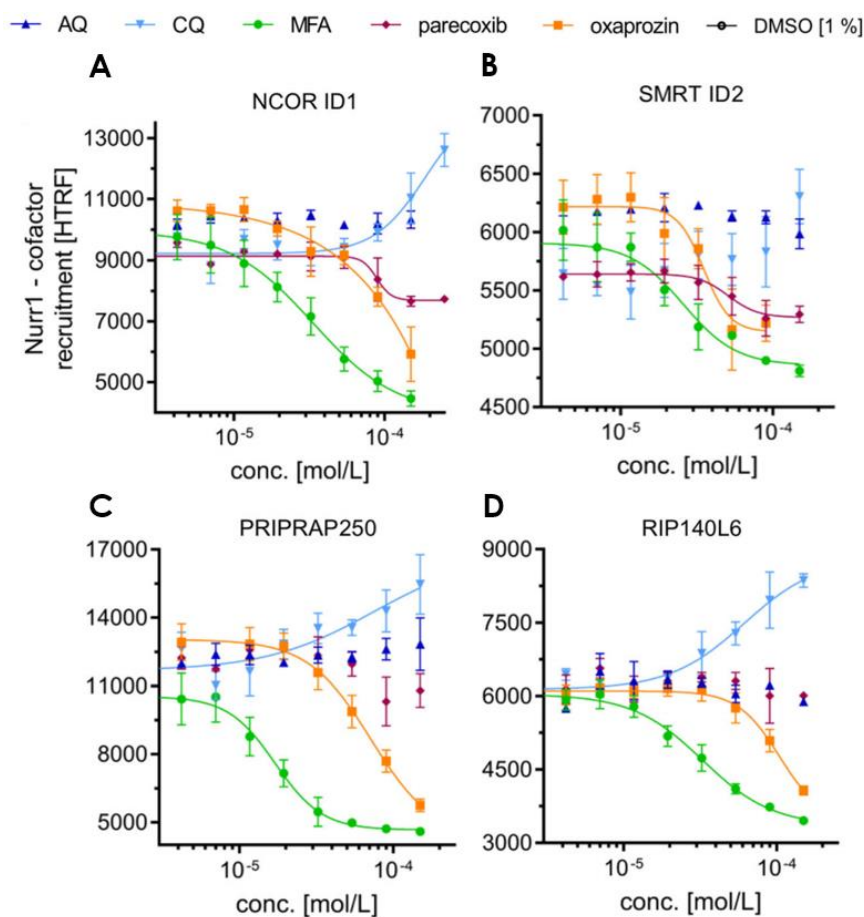 AQ CQ MFA parecoxib oxaprozin DMSO [1 %]
A
NCOR ID1
Nurr1 - cofactor
recruitment [HTRF]
13000
11000
9000
7000
5000
10-5
10-4
conc. [mol/L]
B
SMRT ID2
7000
6500
6000
5500
5000
4500
10-5
10-4
conc. [mol/L]
C
PRIPRAP250
17000
14000
11000
8000
5000
10-5
10-4
conc. [mol/L]
D
RIP140L6
9000
7500
6000
4500
3000
10-5
10-4
conc. [mol/L]